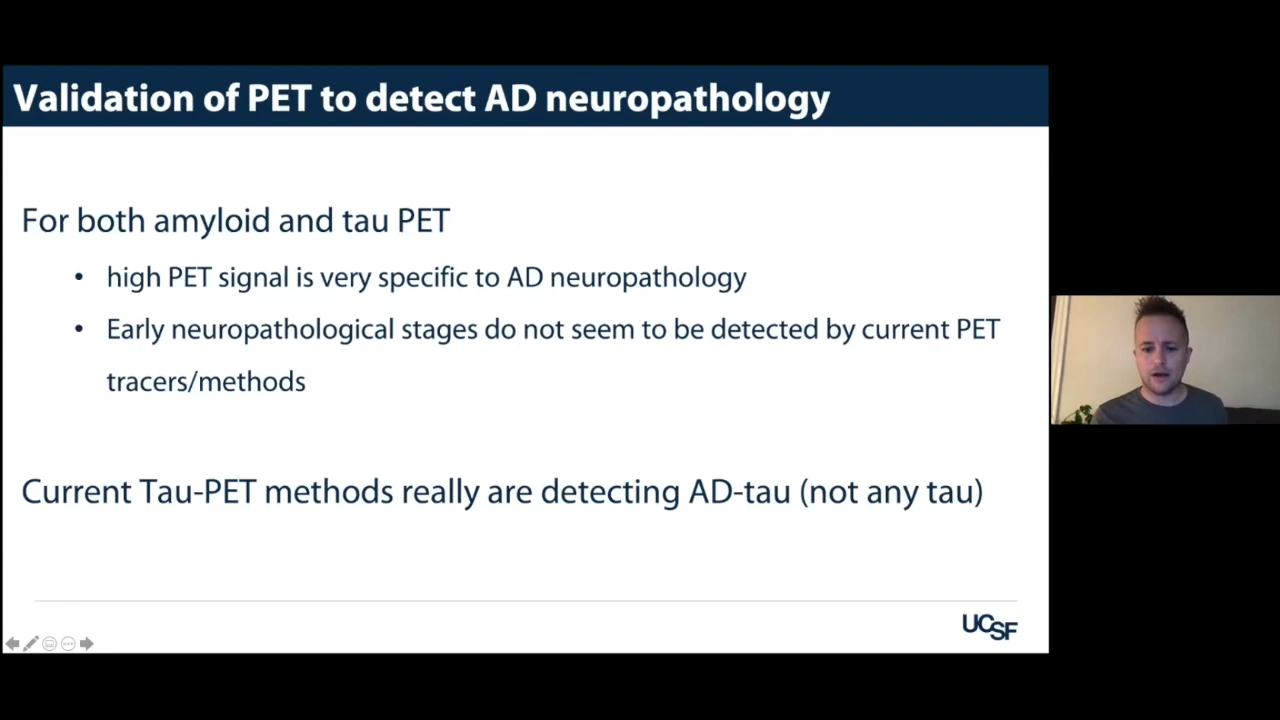 Validation of PET to detect AD neuropathology
For both amyloid and tau PET
• high PET signal is very specific to AD neuropathology
• Early neuropathological stages do not seem to be detected by current PET
tracers/methods
Current Tau-PET methods really are detecting AD-tau (not any tau)
UCSF